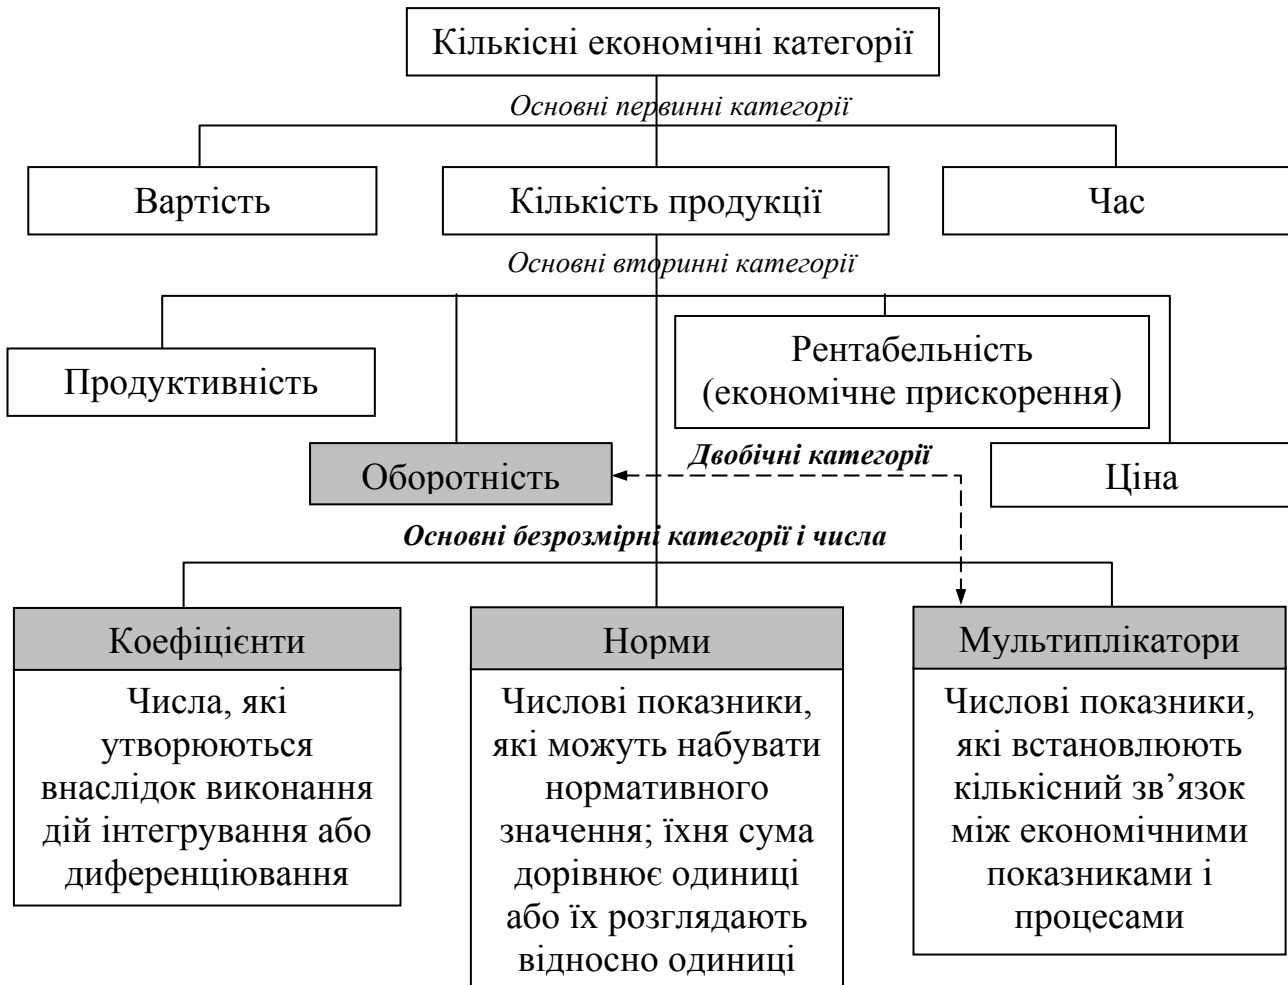 Кількісні економічні категорії
Основні первинні категорії
Вартість
Кількість продукції
Час
Основні вторинні категорії
Продуктивність
Рентабельність
(економічне прискорення)
Оборотність
Двобічні категорії
Ціна
Основні безрозмірні категорії і числа
Коефіцієнти
Числа, які
утворюються
внаслідок виконання
дій інтегрування або
диференціювання
Норми
Числові показники,
які можуть набувати
нормативного
значення; їхня сума
дорівнює одиниці
або їх розглядають
відносно одиниці
Мультиплікатори
Числові показники,
які встановлюють
кількісний зв’язок
між економічними
показниками і
процесами